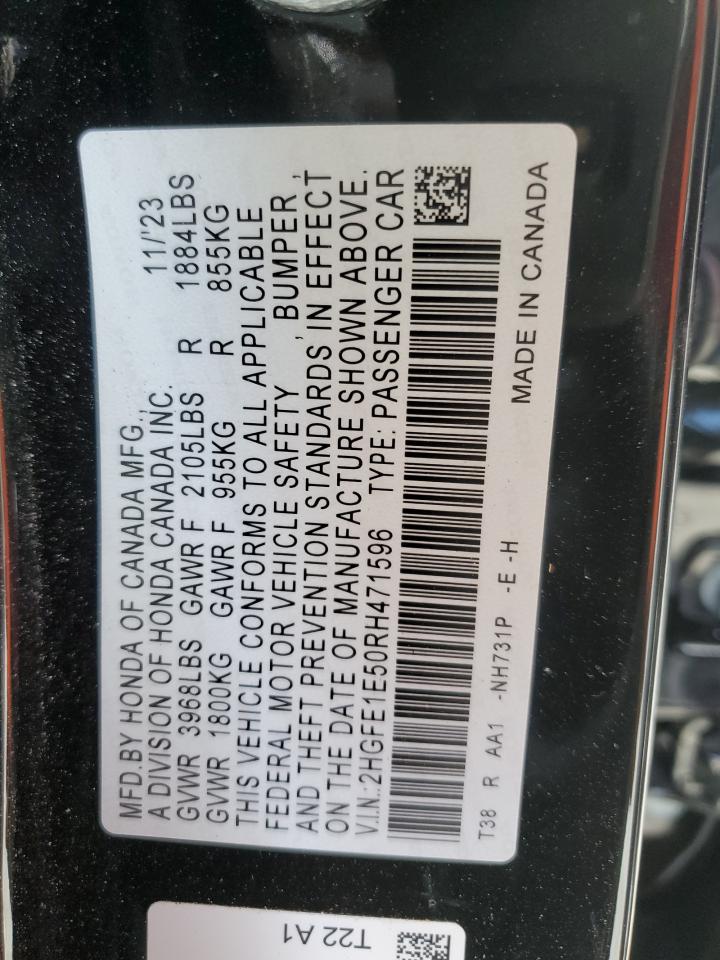 MFD.BY HONDA OF CANADA MFG.,
A DIVISION OF HONDA CANADA INC. 11/'23
GVWR 3968LBS GAWR F 2105LBS R 1884LBS
GVWR 1800KG GAWR F 955KG R 855KG
THIS VEHICLE CONFORMS TO ALL APPLICABLE
FEDERAL MOTOR VEHICLE SAFETY , BUMPER ,
AND THEFT PREVENTION STANDARDS IN EFFECT
ON THE DATE OF MANUFACTURE SHOWN ABOVE.
V.I.N.:2HGFE1E50RH471596 TYPE: PASSENGER CAR
T38 R AA1 -NH731P -E -H
MADE IN CANADA
T22 A1